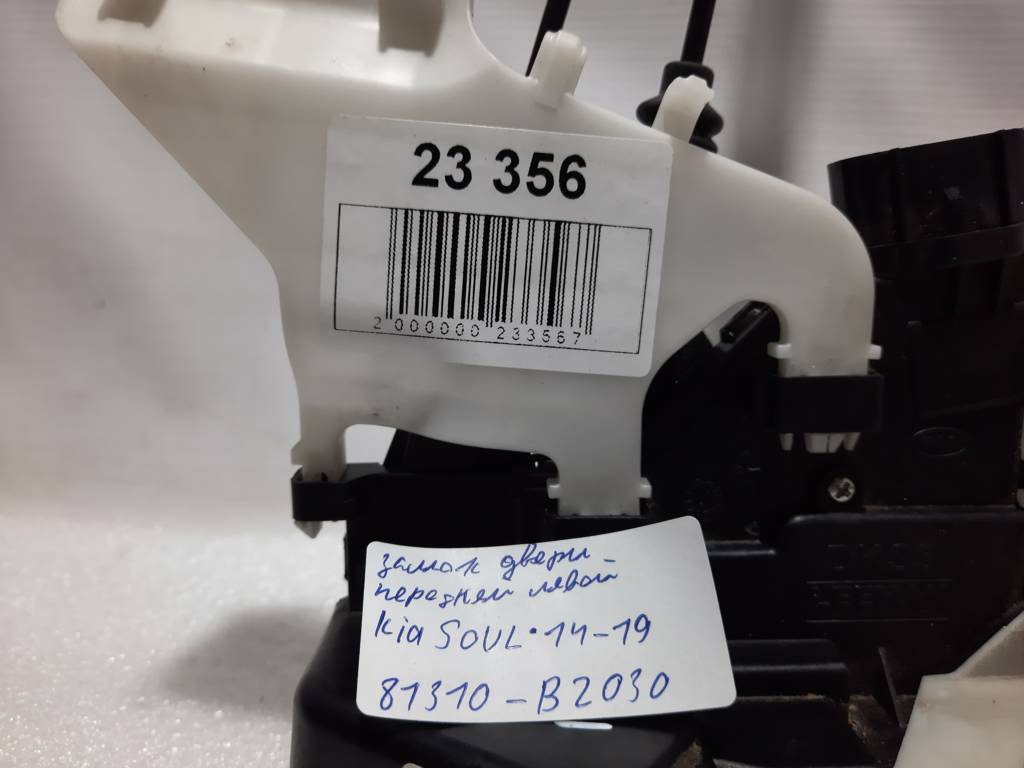 23 356
2 000000 233567
замок двери
передней левой
Kia SOUL • 14-19
81310-B2030